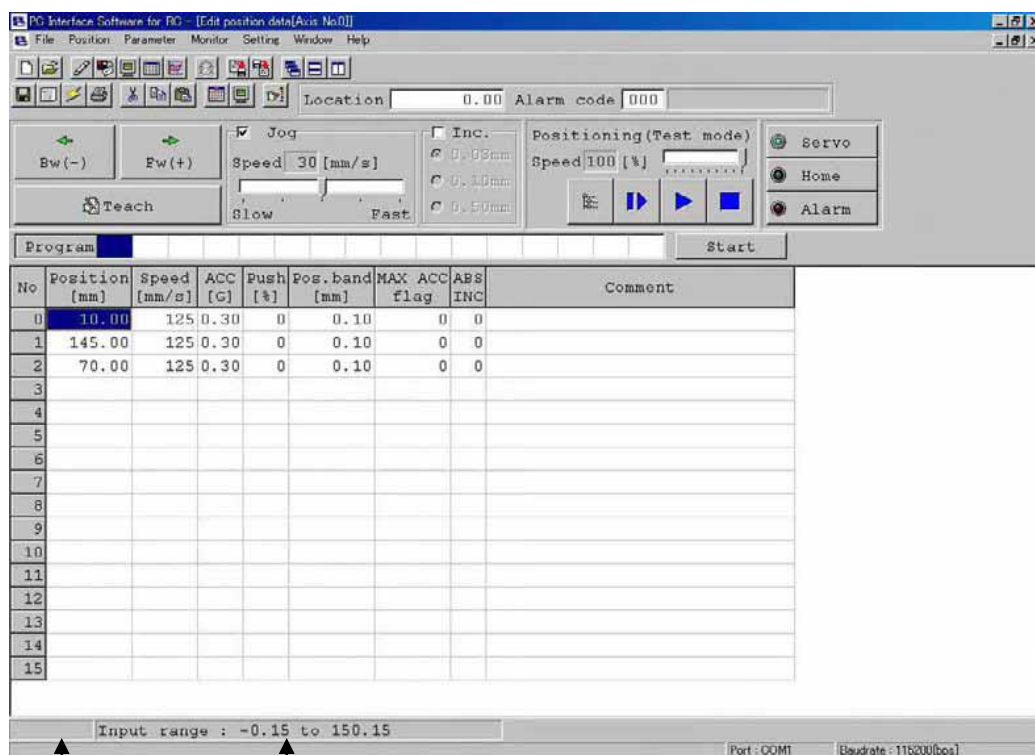 PC Interface Software for RC - [Edit position data[Axis No.0]]
File Position Parameter Monitor Setting Window Help
Location 0.00 Alarm code 000
Bw(-) Fw(+) Jog Inc. Positioning(Test mode) Servo
Speed 30 [mm/s] 0.03mm Speed 100 [%] Home
0.10mm
Teach Slow Fast 0.50mm Alarm
Program Start
No Position [mm] Speed [mm/s] ACC [G] Push [%] Pos.band [mm] MAX ACC flag ABS INC Comment
0 10.00 125 0.30 0 0.10 0 0
1 145.00 125 0.30 0 0.10 0 0
2 70.00 125 0.30 0 0.10 0 0
3
4
5
6
7
8
9
10
11
12
13
14
15
Input range : -0.15 to 150.15
Port : COM1 Baudrate : 115200[bps]